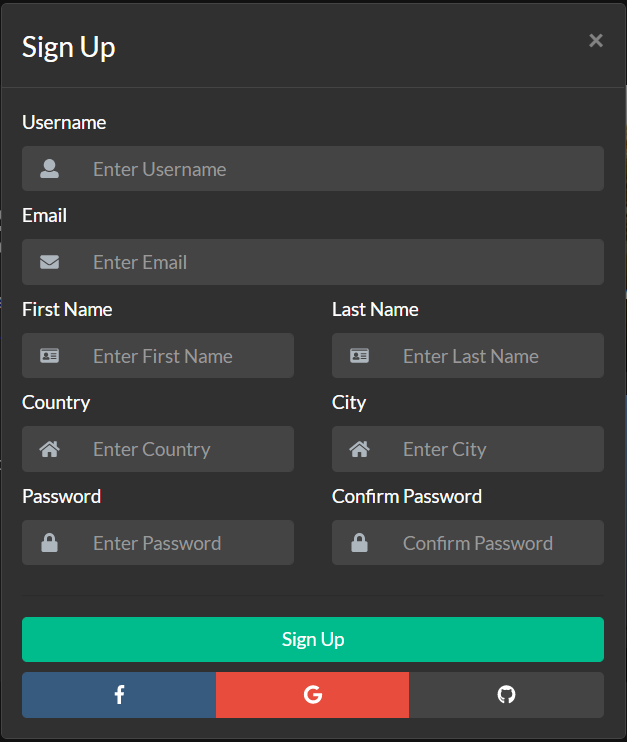 Sign Up ×
Username
Enter Username
Email
Enter Email
First Name Last Name
Enter First Name Enter Last Name
Country City
Enter Country Enter City
Password Confirm Password
Enter Password Confirm Password
Sign Up
f G